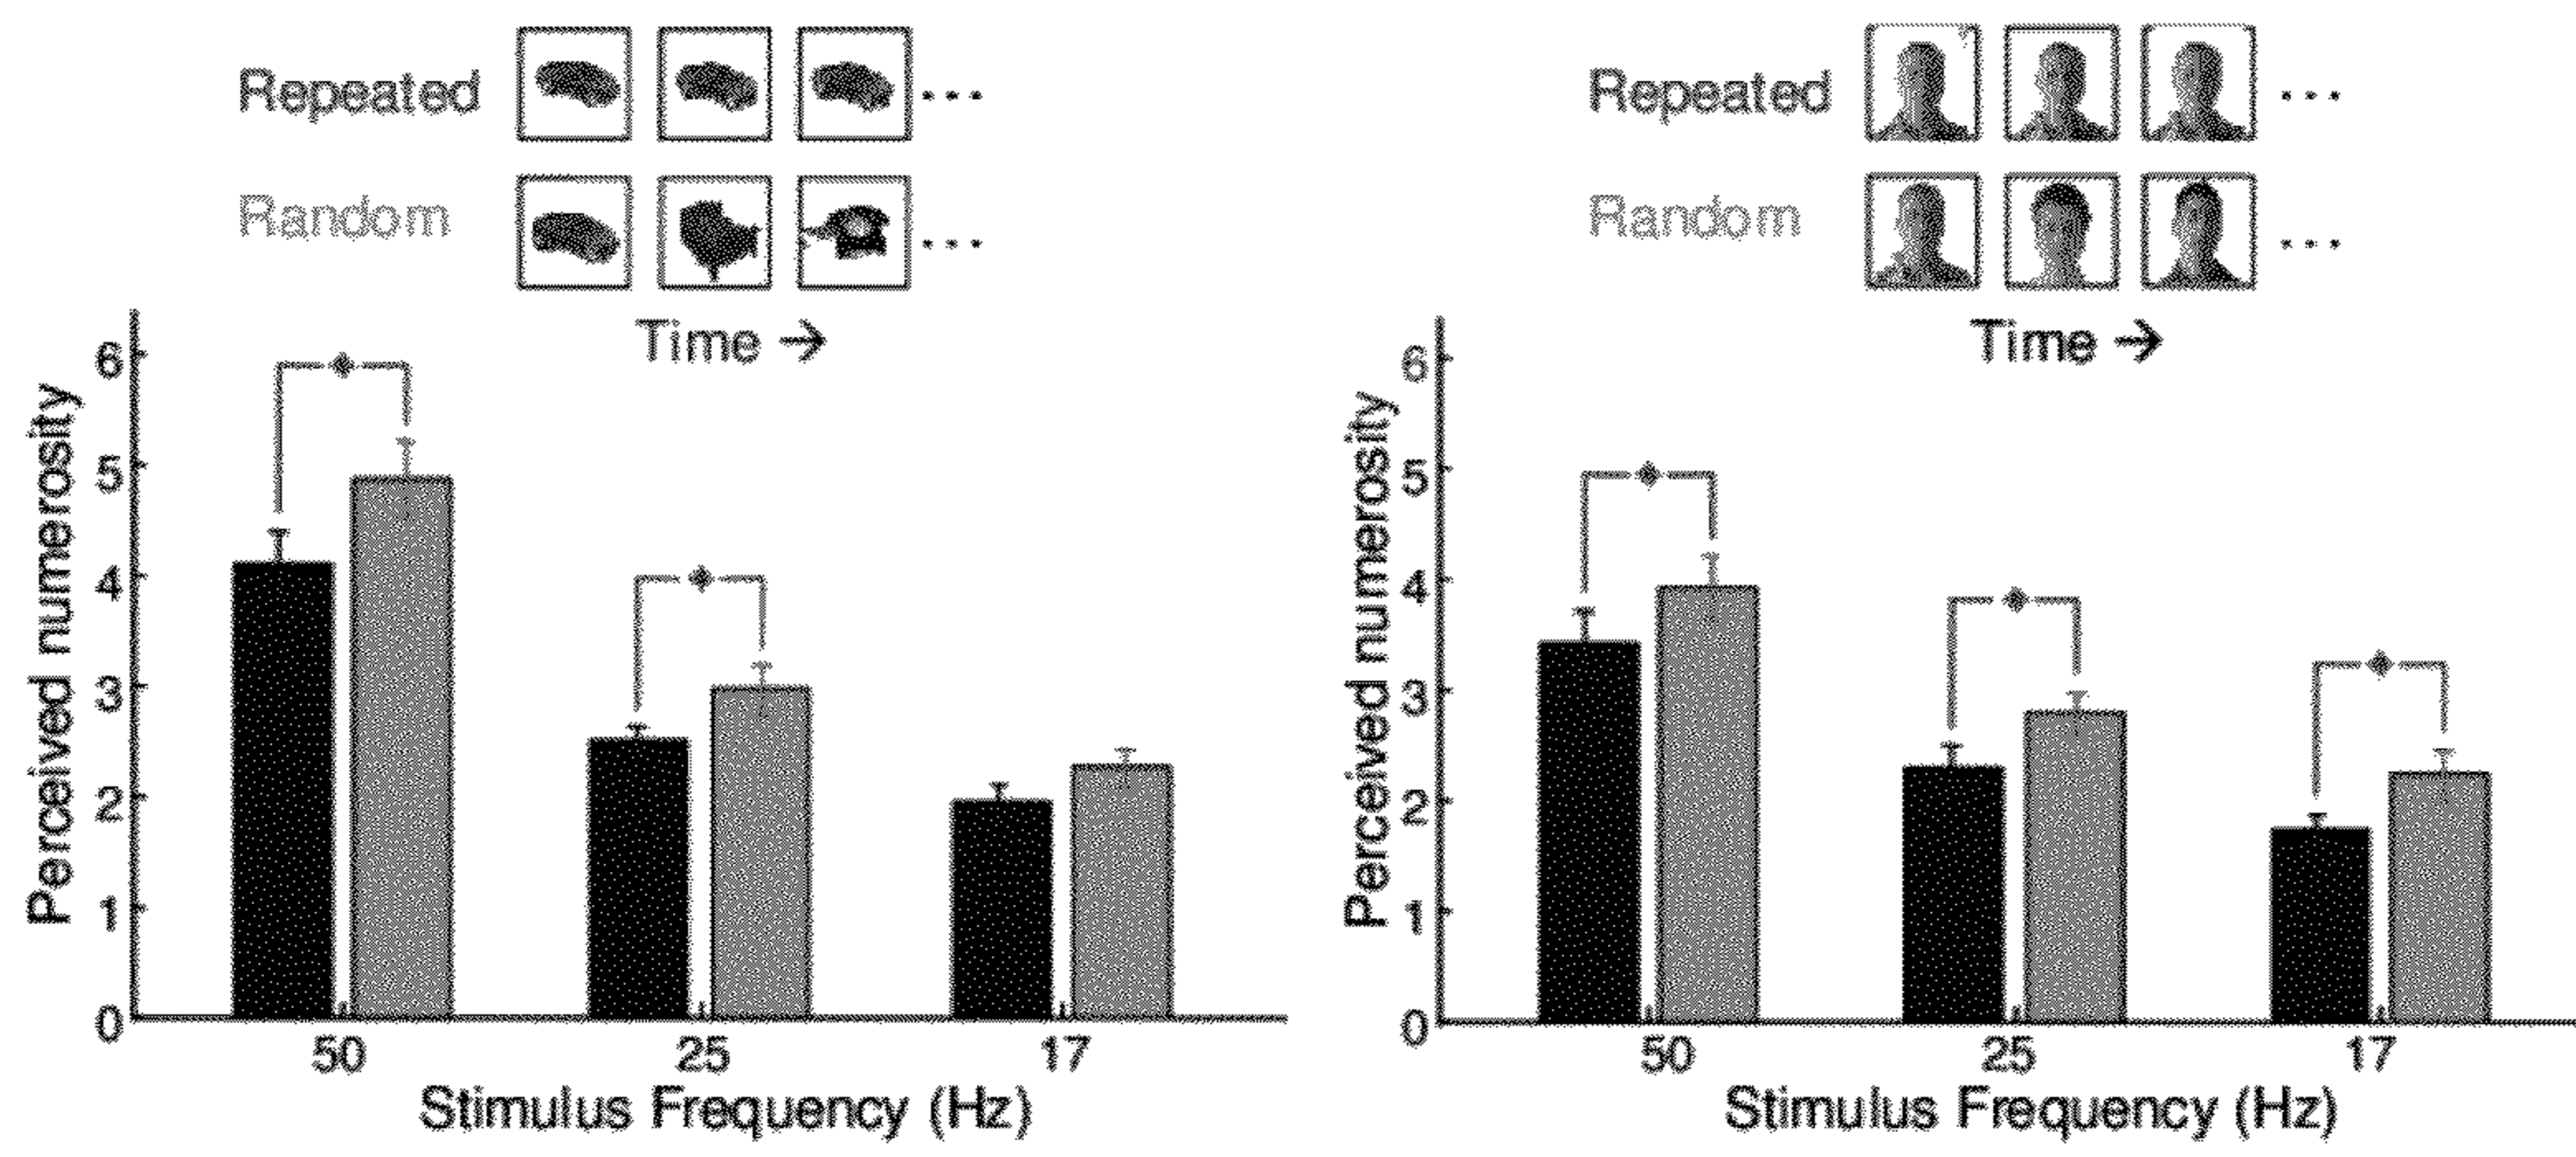 Repeated ...
Random ...
Time →
Perceived numerosity
6
5
4
3
2
1
0
50 25 17
Stimulus Frequency (Hz)
Repeated ...
Random ...
Time →
Perceived numerosity
6
5
4
3
2
1
0
50 25 17
Stimulus Frequency (Hz)